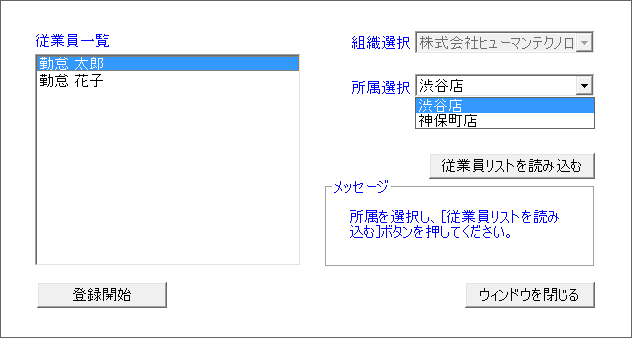 従業員一覧
勤怠 太郎
勤怠 花子
組織選択
株式会社ヒューマンテクノロ
所属選択
渋谷店
渋谷店
神保町店
従業員リストを読み込む
メッセージ
所属を選択し、[従業員リストを読み
込む]ボタンを押してください。
登録開始
ウィンドウを閉じる